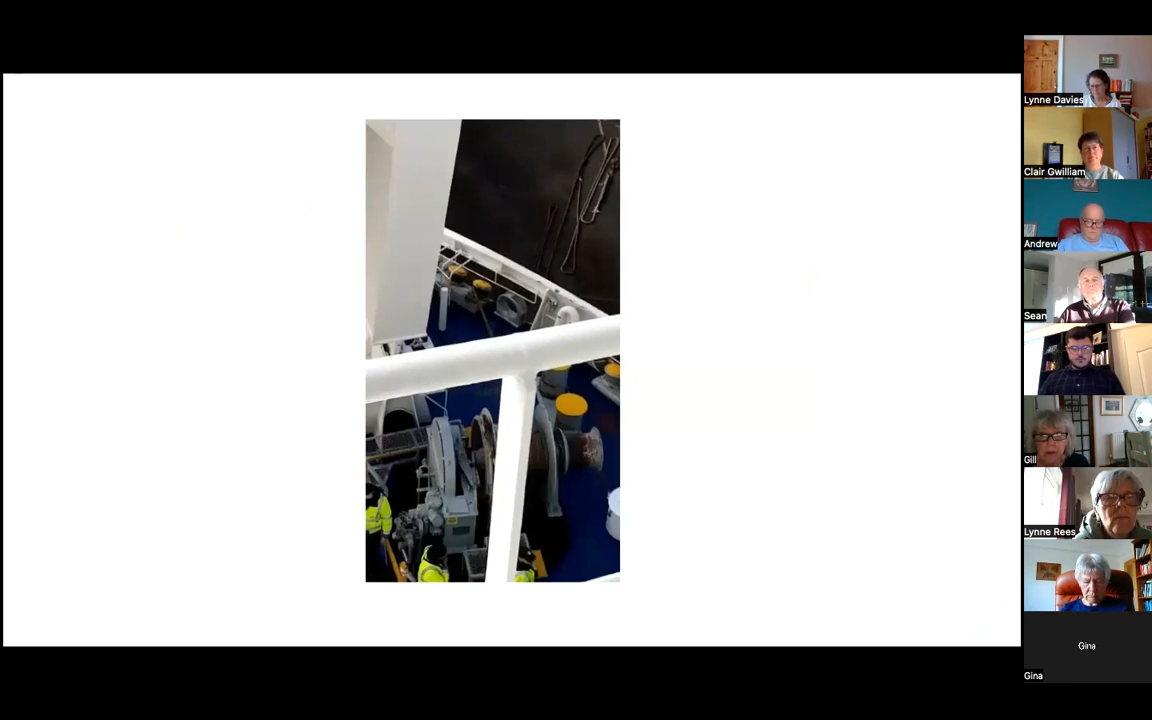 Lynne Davies
Clair Gwilliam
Andrew
Sean
Gill
Lynne Rees
Gina
Gina